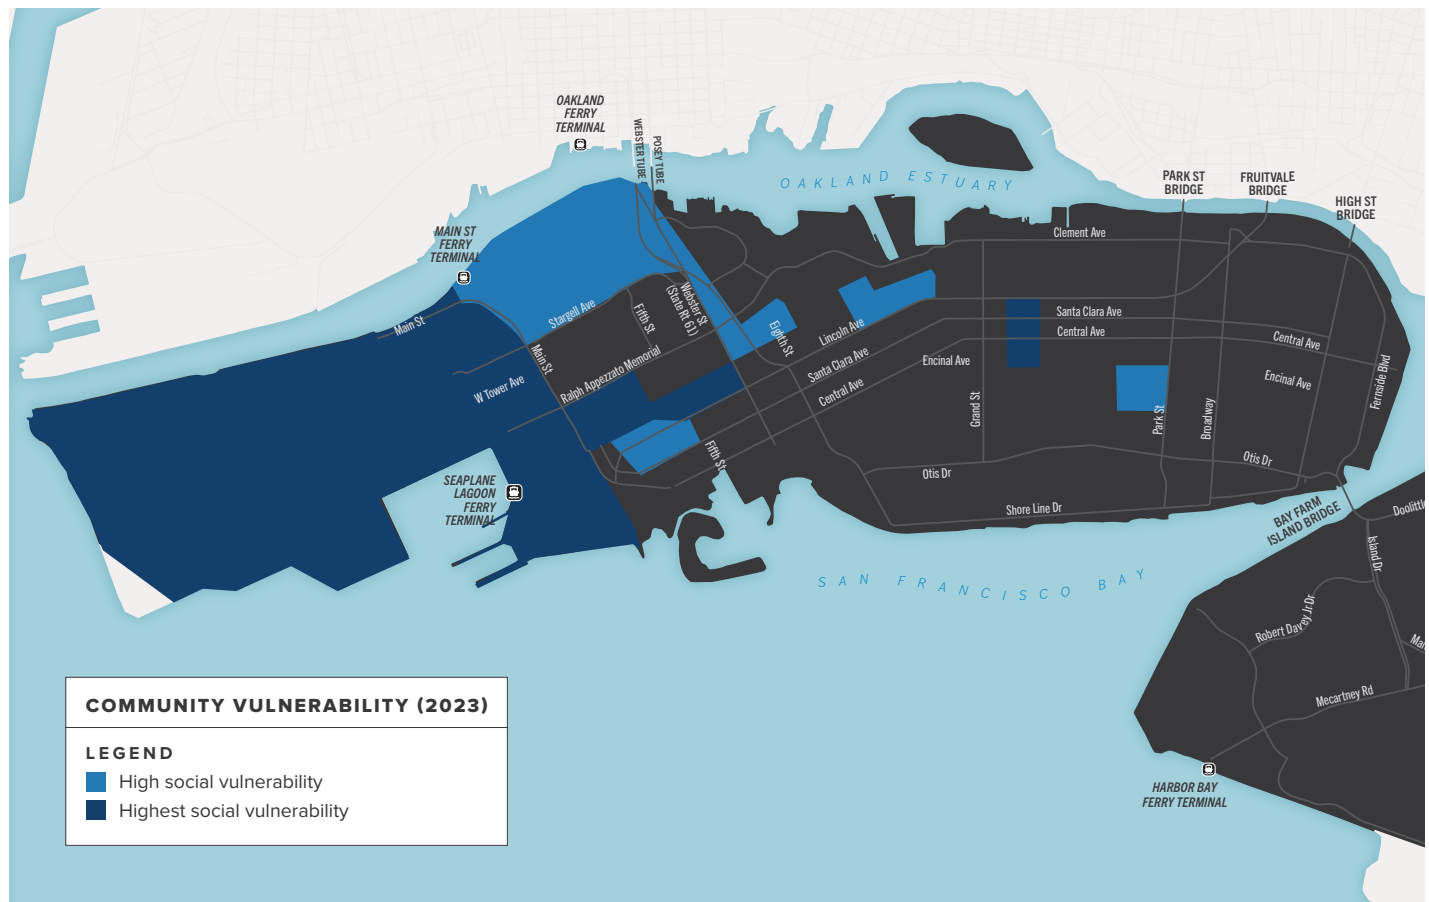 OAKLAND
FERRY
TERMINAL
WEBSTER TUBE
POSEY TUBE
OAKLAND ESTUARY
PARK ST
BRIDGE
FRUITVALE
BRIDGE
HIGH ST
BRIDGE
MAIN ST
FERRY
TERMINAL
Clement Ave
Main St
Stargell Ave
Fifth St
Webster St
(State Rt 61)
Eighth St
Lincoln Ave
Santa Clara Ave
Central Ave
Central Ave
Main St
Ralph Appezzato Memorial
W Tower Ave
Santa Clara Ave
Central Ave
Encinal Ave
Encinal Ave
Fernside Blvd
Grand St
Park St
Broadway
Fifth St
Otis Dr
Otis Dr
Shore Line Dr
SEAPLANE
LAGOON
FERRY
TERMINAL
BAY FARM
ISLAND BRIDGE
Doolittl
Island Dr
SAN FRANCISCO BAY
Robert Davey Jr Dr
Mecartney Rd
HARBOR BAY
FERRY TERMINAL
COMMUNITY VULNERABILITY (2023)
LEGEND
High social vulnerability
Highest social vulnerability